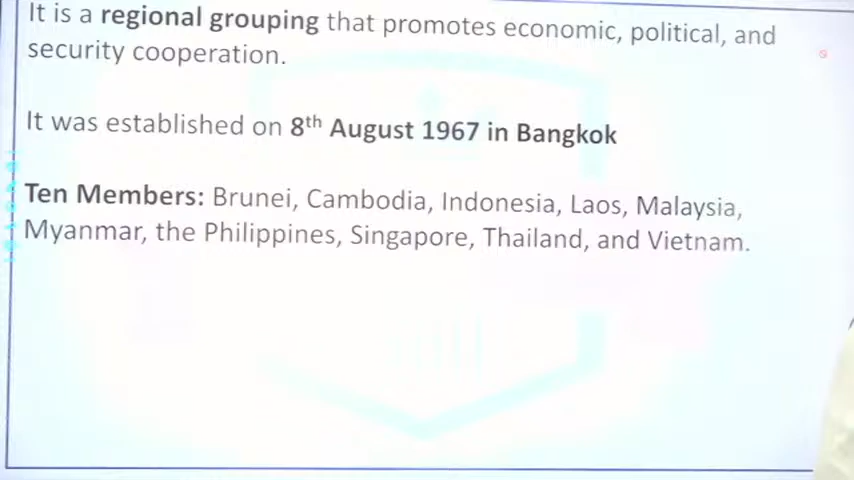 It is a regional grouping that promotes economic, political, and
security cooperation.
It was established on 8th August 1967 in Bangkok
Ten Members: Brunei, Cambodia, Indonesia, Laos, Malaysia,
Myanmar, the Philippines, Singapore, Thailand, and Vietnam.